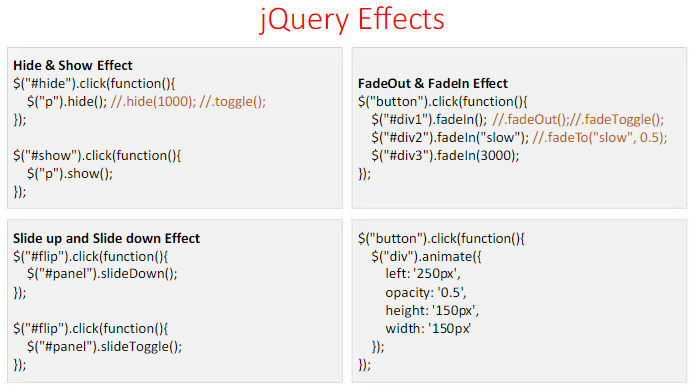 jQuery Effects
Hide & Show Effect
$("#hide").click(function(){
    $("p").hide(); //.hide(1000); //.toggle();
});

$("#show").click(function(){
    $("p").show();
});
FadeOut & FadeIn Effect
$("button").click(function(){
    $("#div1").fadeIn(); //.fadeOut();//.fadeToggle();
    $("#div2").fadeIn("slow"); //.fadeTo("slow", 0.5);
    $("#div3").fadeIn(3000);
});
Slide up and Slide down Effect
$("#flip").click(function(){
    $("#panel").slideDown();
});

$("#flip").click(function(){
    $("#panel").slideToggle();
});
$("button").click(function(){
    $("div").animate({
        left: '250px',
        opacity: '0.5',
        height: '150px',
        width: '150px'
    });
});